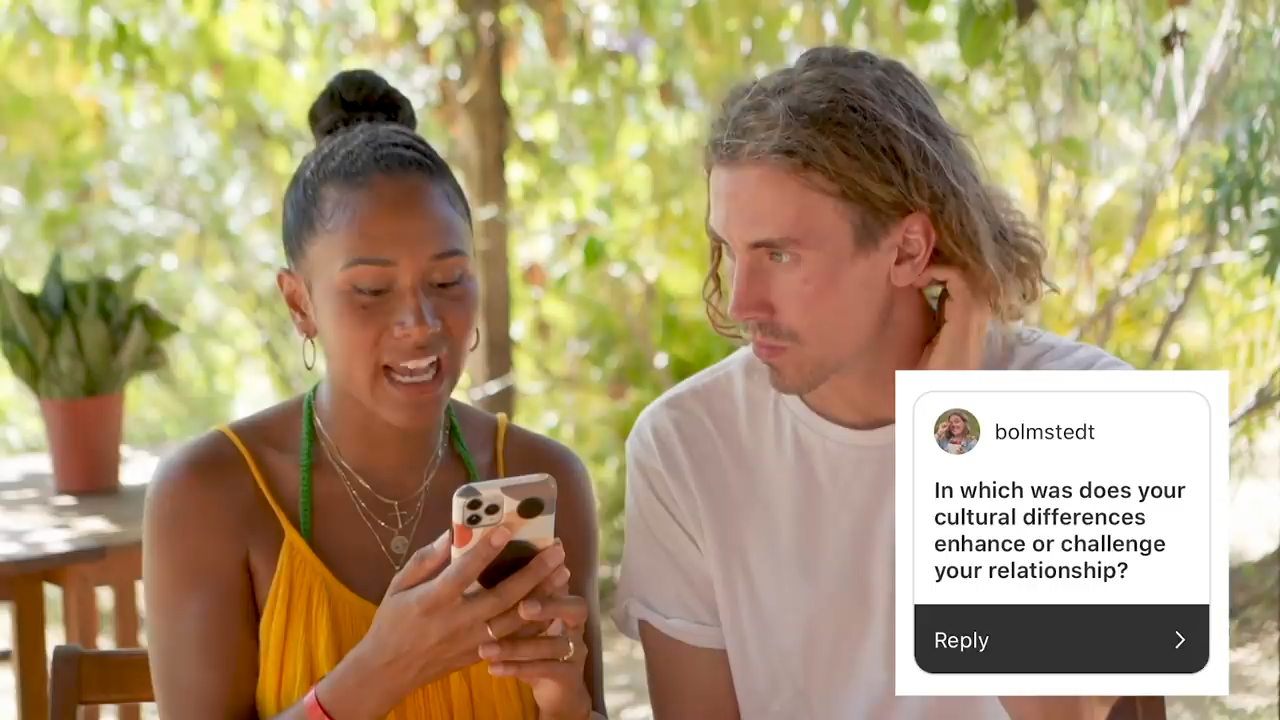 bolmstedt
In which was does your
cultural differences
enhance or challenge
your relationship?
Reply